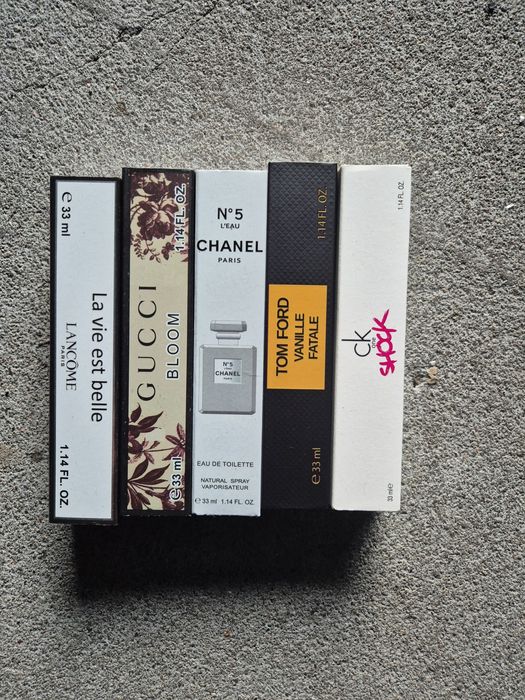 ℮ 33 ml
La vie est belle
LANCÔME
PARIS
1.14 FL. OZ.
1.14 FL. OZ.
GUCCI
BLOOM
℮ 33 ml
N°5
L'EAU
CHANEL
PARIS
N°5
L'EAU
CHANEL
PARIS
EAU DE TOILETTE
NATURAL SPRAY
VAPORISATEUR
℮ 33 ml 1.14 FL. OZ.
1.14 FL. OZ.
TOM FORD
VANILLE
FATALE
℮ 33 ml
1.14 FL. OZ.
ck
one
SHOCK
33 ml℮